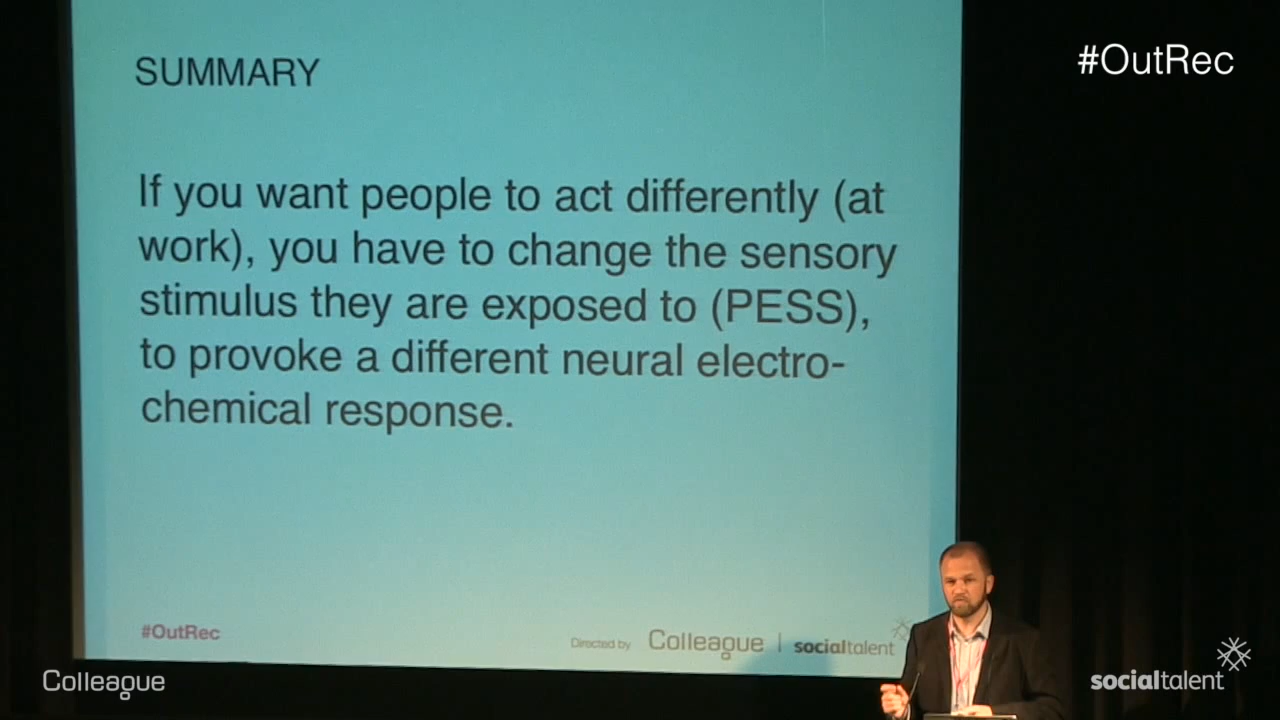 #OutRec
SUMMARY
If you want people to act differently (at
work), you have to change the sensory
stimulus they are exposed to (PESS),
to provoke a different neural electro-
chemical response.
#OutRec
Directed by Colleague | socialtalent
Colleague
socialtalent